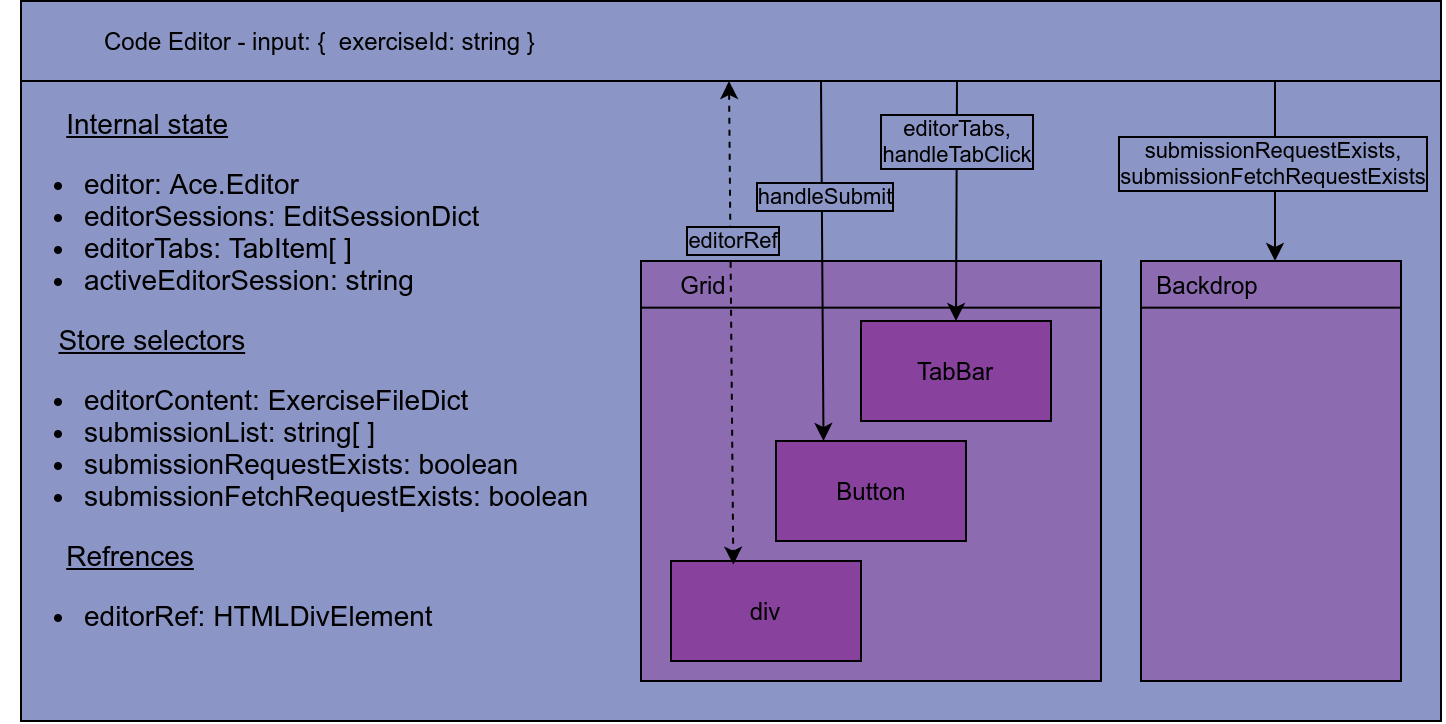 Code Editor - input: {  exerciseId: string }
Internal state
• editor: Ace.Editor
• editorSessions: EditSessionDict
• editorTabs: TabItem[ ]
• activeEditorSession: string
Store selectors
• editorContent: ExerciseFileDict
• submissionList: string[ ]
• submissionRequestExists: boolean
• submissionFetchRequestExists: boolean
Refrences
• editorRef: HTMLDivElement
editorRef
handleSubmit
editorTabs,
handleTabClick
submissionRequestExists,
submissionFetchRequestExists
Grid
TabBar
Button
div
Backdrop